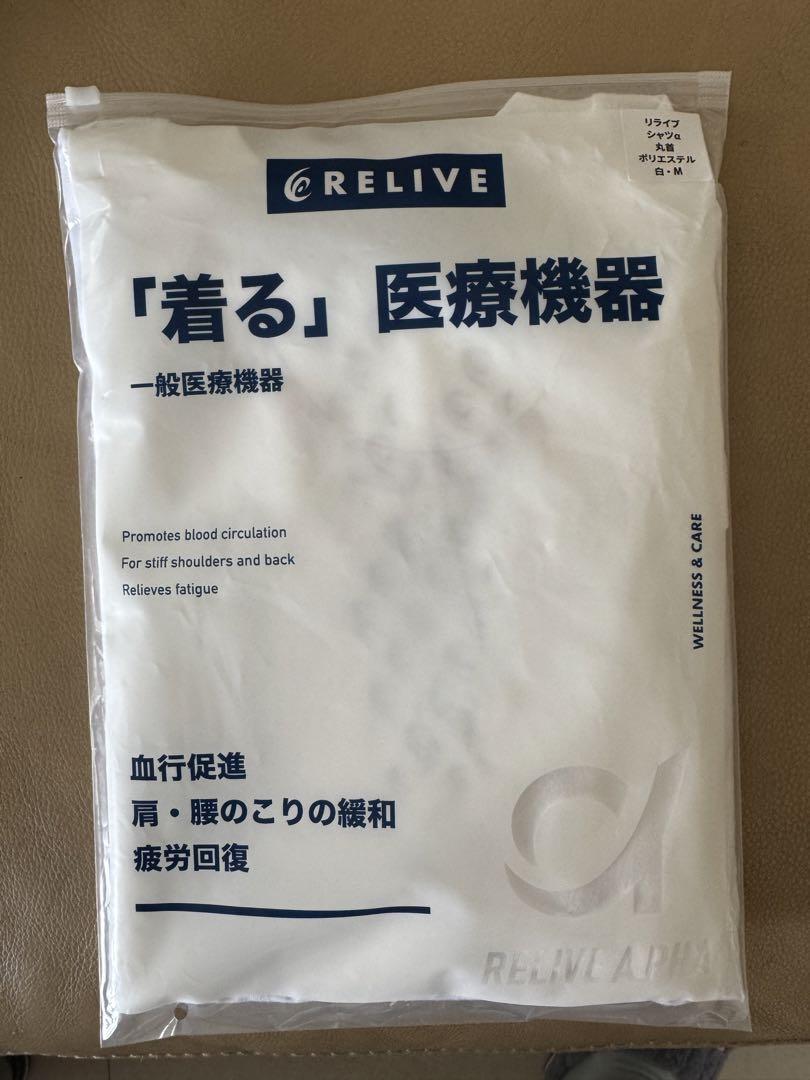 リライブ
シャツα
丸首
ポリエステル
白・M
RELIVE
「着る」医療機器
一般医療機器
Promotes blood circulation
For stiff shoulders and back
Relieves fatigue
WELLNESS & CARE
血行促進
肩・腰のこりの緩和
疲労回復
α
RELIVE ALPHA